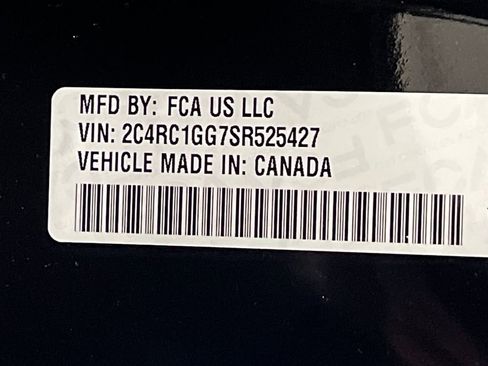 MFD BY: FCA US LLC
VIN: 2C4RC1GG7SR525427
VEHICLE MADE IN: CANADA